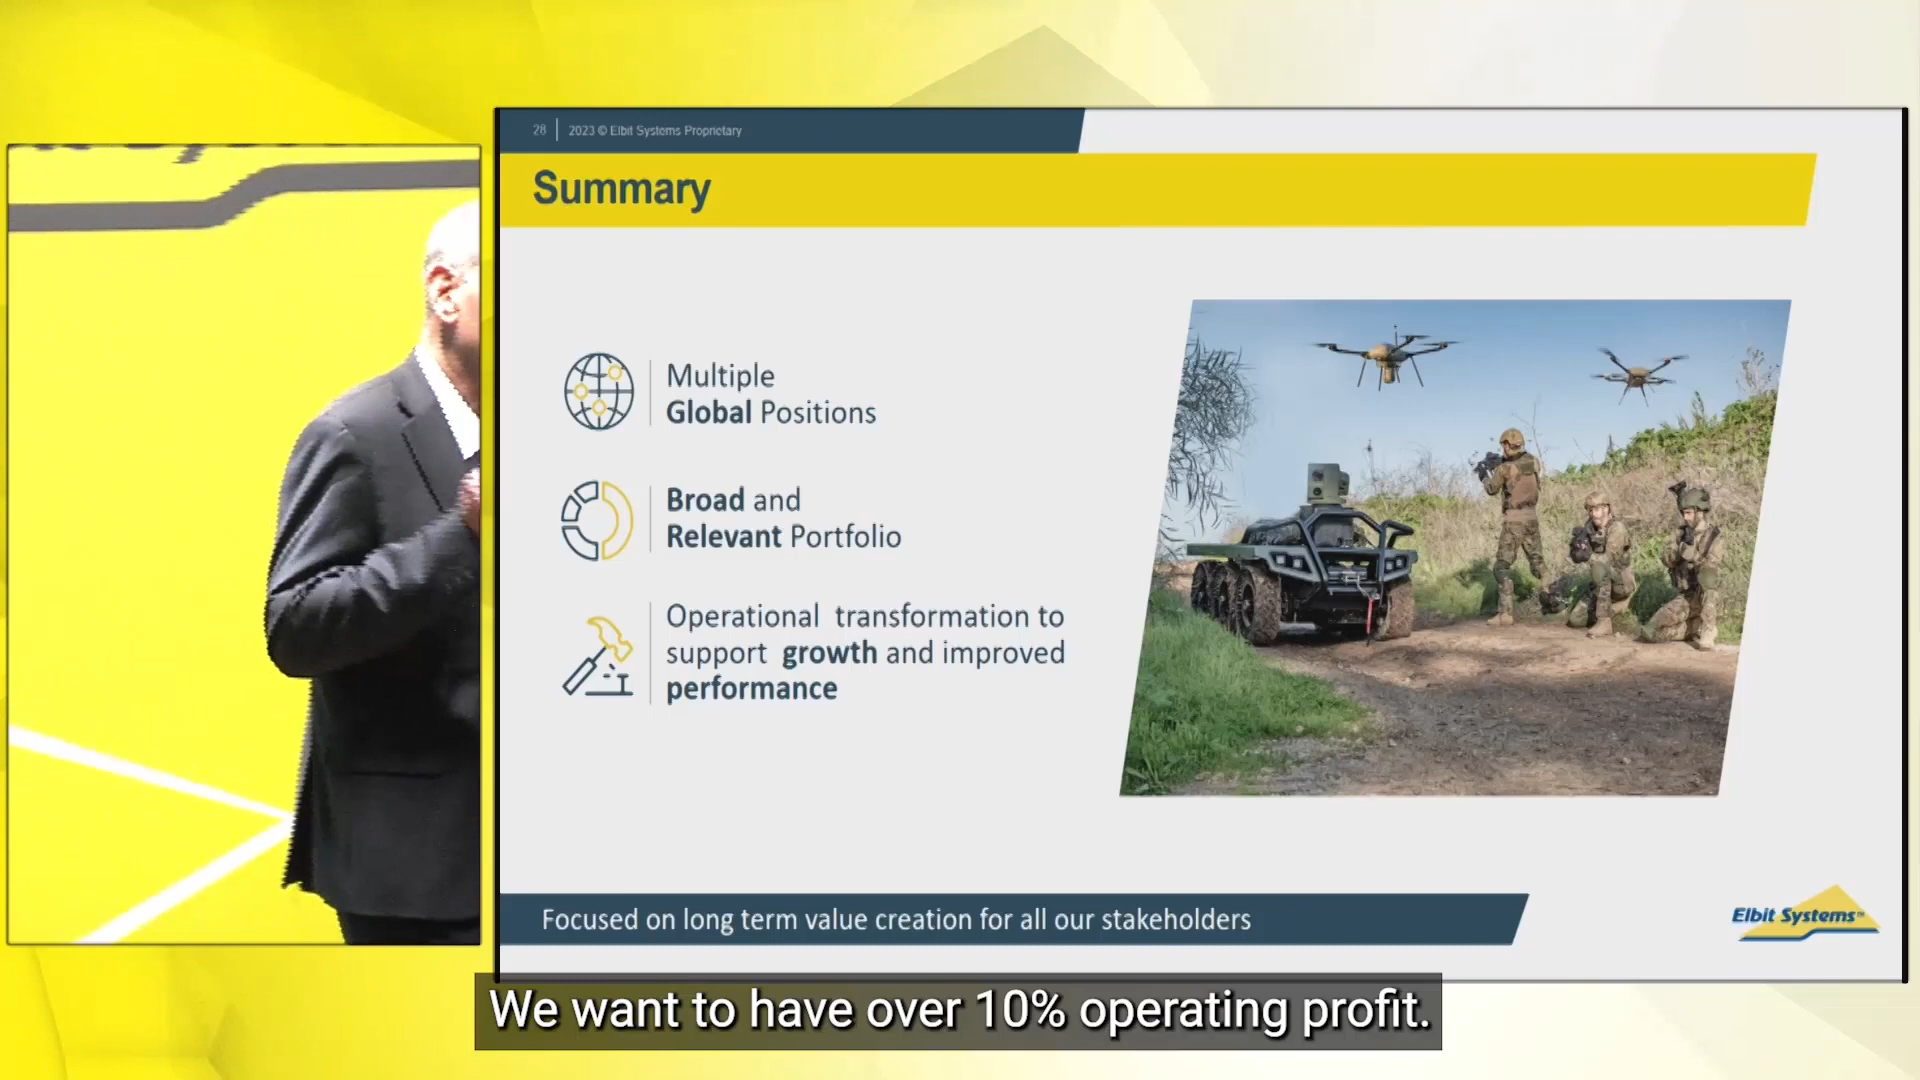 28 | 2023 © Elbit Systems Proprietary
Summary
Multiple
Global Positions
Broad and
Relevant Portfolio
Operational transformation to
support growth and improved
performance
Focused on long term value creation for all our stakeholders
Elbit Systems™
We want to have over 10% operating profit.